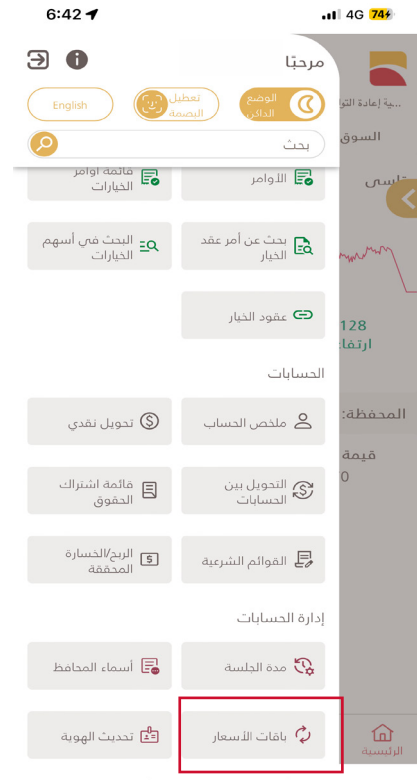 6:42
4G 74
مرحبًا
الوضع
الداكن
تعطيل
البصمة
English
بحث
الأوامر
قائمة أوامر
الخيارات
بحث عن أمر عقد
الخيار
البحث في أسهم
الخيارات
عقود الخيار
الحسابات
ملخص الحساب
تحويل نقدي
التحويل بين
الحسابات
قائمة اشتراك
الحقوق
القوائم الشرعية
الربح/الخسارة
المحققة
إدارة الحسابات
مدة الجلسة
أسماء المحافظ
باقات الأسعار
تحديث الهوية
السوق
128
المحفظة:
قيمة
0
الرئيسية